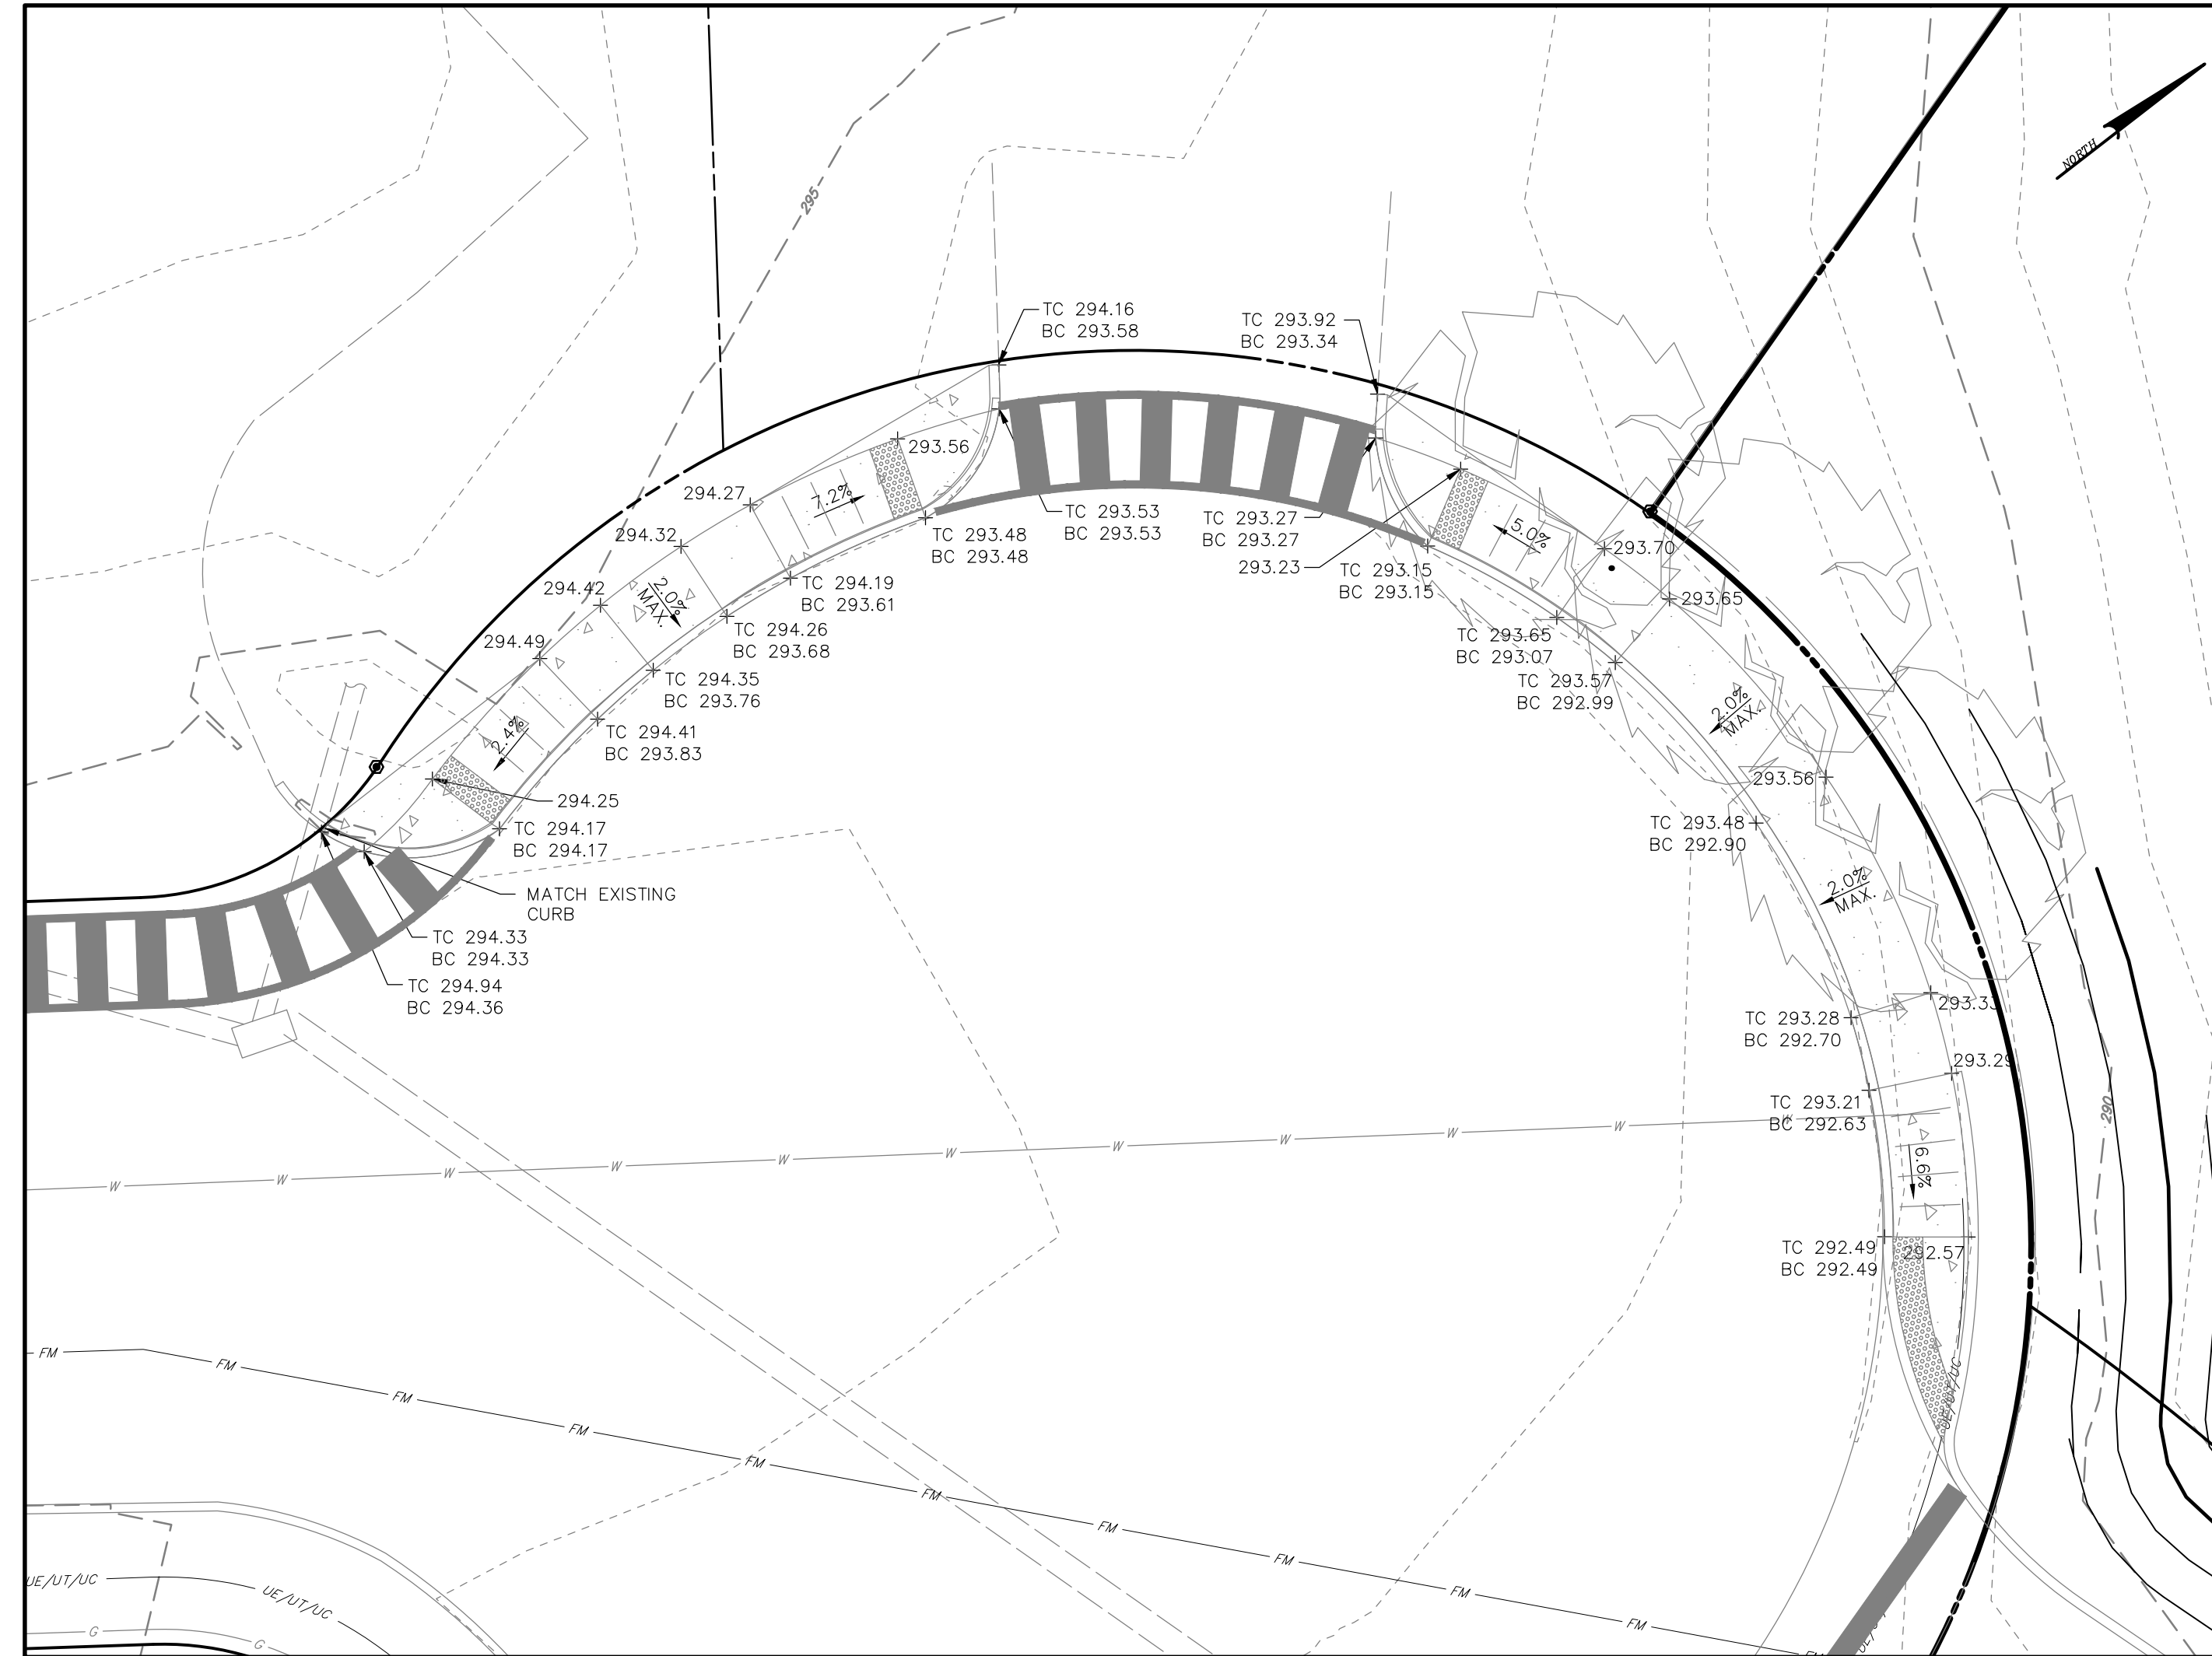 NORTH
295
TC 294.16
BC 293.58
TC 293.92
BC 293.34
293.56
294.27
7.2%
294.32
TC 293.53
BC 293.53
TC 293.27
BC 293.27
TC 293.48
BC 293.48
5.0%
293.70
293.23
TC 293.15
BC 293.15
294.42
2.0%
MAX.
TC 294.19
BC 293.61
293.65
TC 294.26
BC 293.68
TC 293.65
BC 293.07
294.49
TC 294.35
BC 293.76
TC 293.57
BC 292.99
2.0%
MAX.
2.4%
TC 294.41
BC 293.83
293.56
294.25
TC 294.17
BC 294.17
TC 293.48
BC 292.90
MATCH EXISTING
CURB
2.0%
MAX.
TC 294.33
BC 294.33
TC 294.94
BC 294.36
293.33
TC 293.28
BC 292.70
293.29
TC 293.21
BC 292.63
290
W W W W W W W W W W W
6.6%
TC 292.49
BC 292.49
292.57
FM FM FM FM FM FM FM FM FM FM FM
UE/UT/UC
UE/UT/UC
UE/UT/UC
G G